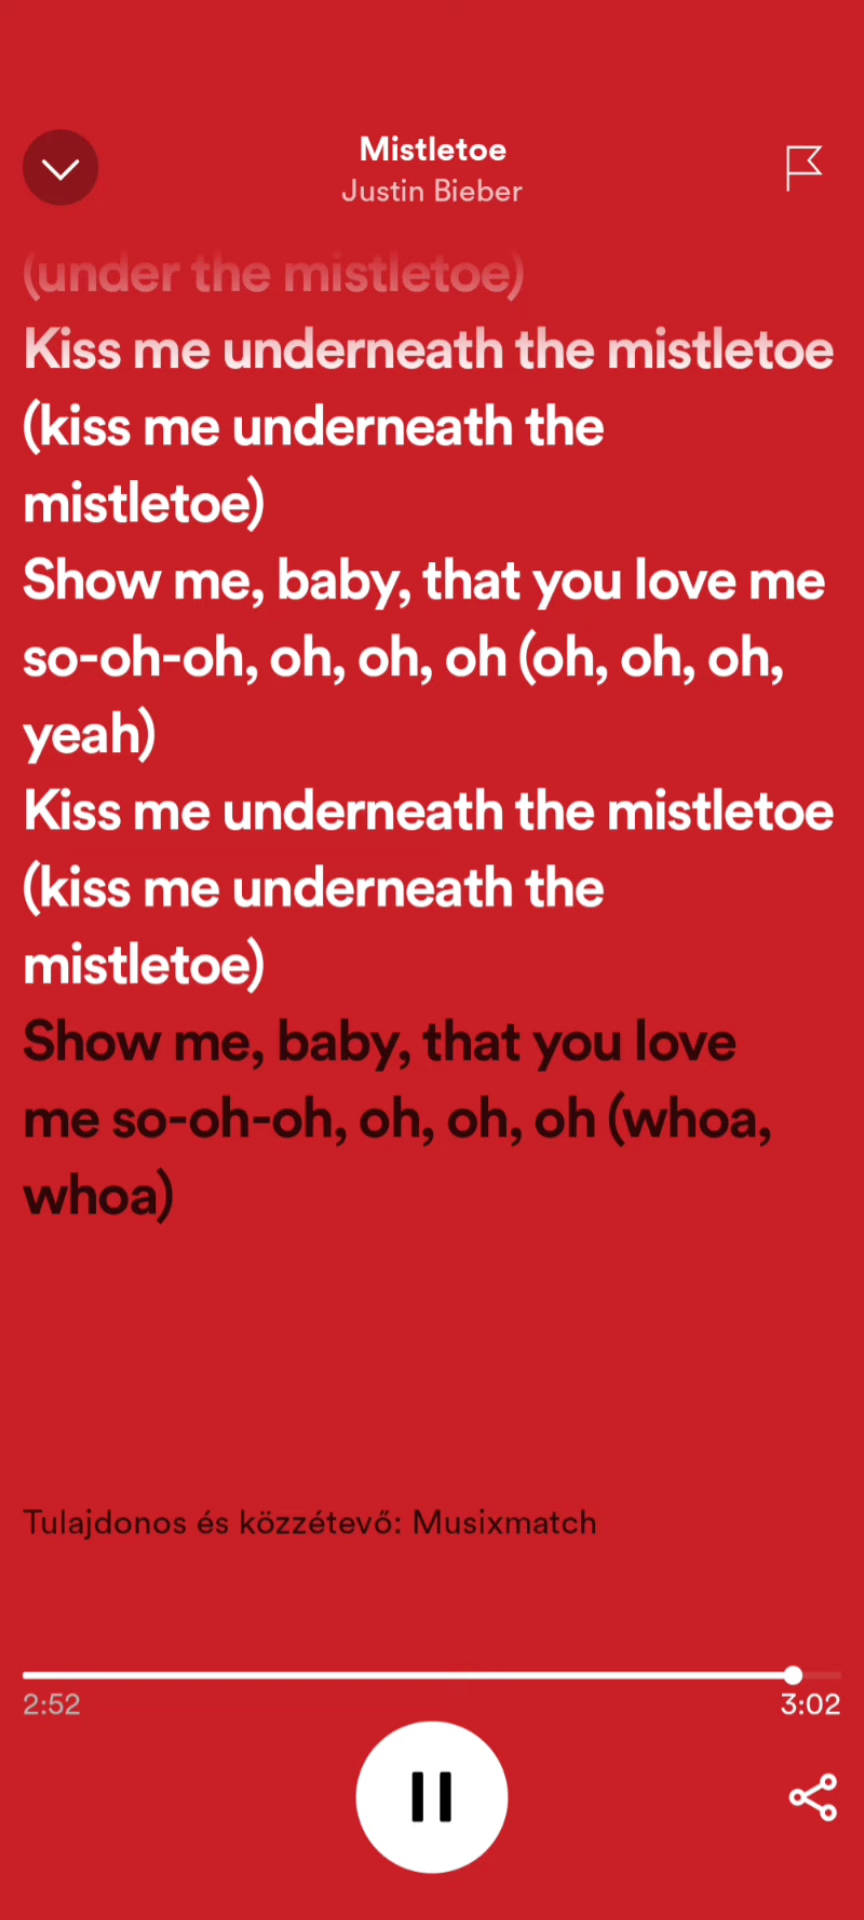 Mistletoe
Justin Bieber
(under the mistletoe)
Kiss me underneath the mistletoe
(kiss me underneath the
mistletoe)
Show me, baby, that you love me
so-oh-oh, oh, oh, oh (oh, oh, oh,
yeah)
Kiss me underneath the mistletoe
(kiss me underneath the
mistletoe)
Show me, baby, that you love
me so-oh-oh, oh, oh, oh (whoa,
whoa)
Tulajdonos és közzétevő: Musixmatch
2:52
3:02